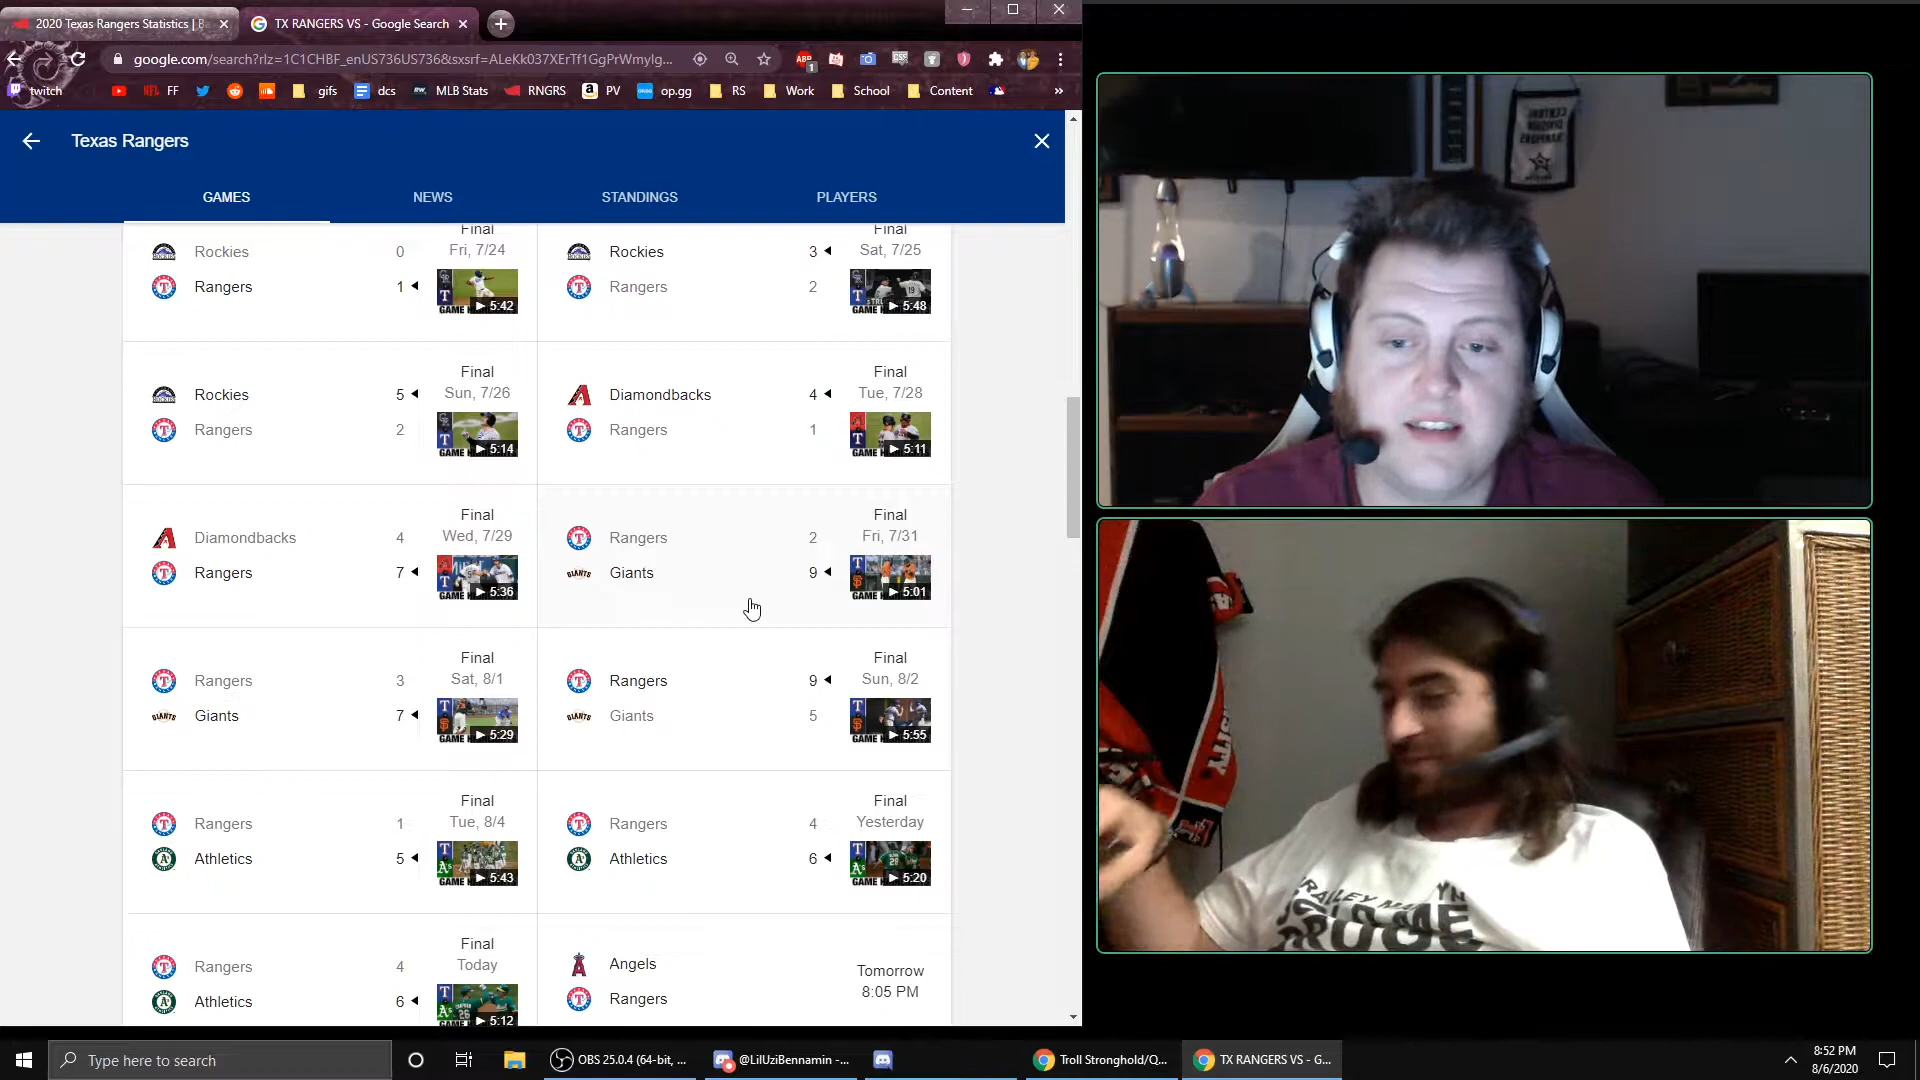 2020 Texas Rangers Statistics |
TX RANGERS VS - Google Search
google.com/search?rlz=1C1CHBF_enUS736US736&sxsrf=ALeKk037XErTf1GgPrWmylg...
twitch
NFL FF
gifs
dcs
MLB Stats
RNGRS
PV
op.gg
RS
Work
School
Content
»
Texas Rangers
GAMES
NEWS
STANDINGS
PLAYERS
Rockies 0
Rangers 1
Final
Fri, 7/24
5:42
Rockies 3
Rangers 2
Final
Sat, 7/25
5:48
Rockies 5
Rangers 2
Final
Sun, 7/26
5:14
Diamondbacks 4
Rangers 1
Final
Tue, 7/28
5:11
Diamondbacks 4
Rangers 7
Final
Wed, 7/29
5:36
Rangers 2
Giants 9
Final
Fri, 7/31
5:01
Rangers 3
Giants 7
Final
Sat, 8/1
5:29
Rangers 9
Giants 5
Final
Sun, 8/2
5:55
Rangers 1
Athletics 5
Final
Tue, 8/4
5:43
Rangers 4
Athletics 6
Final
Yesterday
5:20
Rangers 4
Athletics 6
Final
Today
5:12
Angels
Rangers
Tomorrow
8:05 PM
Type here to search
OBS 25.0.4 (64-bit, ...
@LilUziBennamin -...
Troll Stronghold/Q...
TX RANGERS VS - G...
8:52 PM
8/6/2020